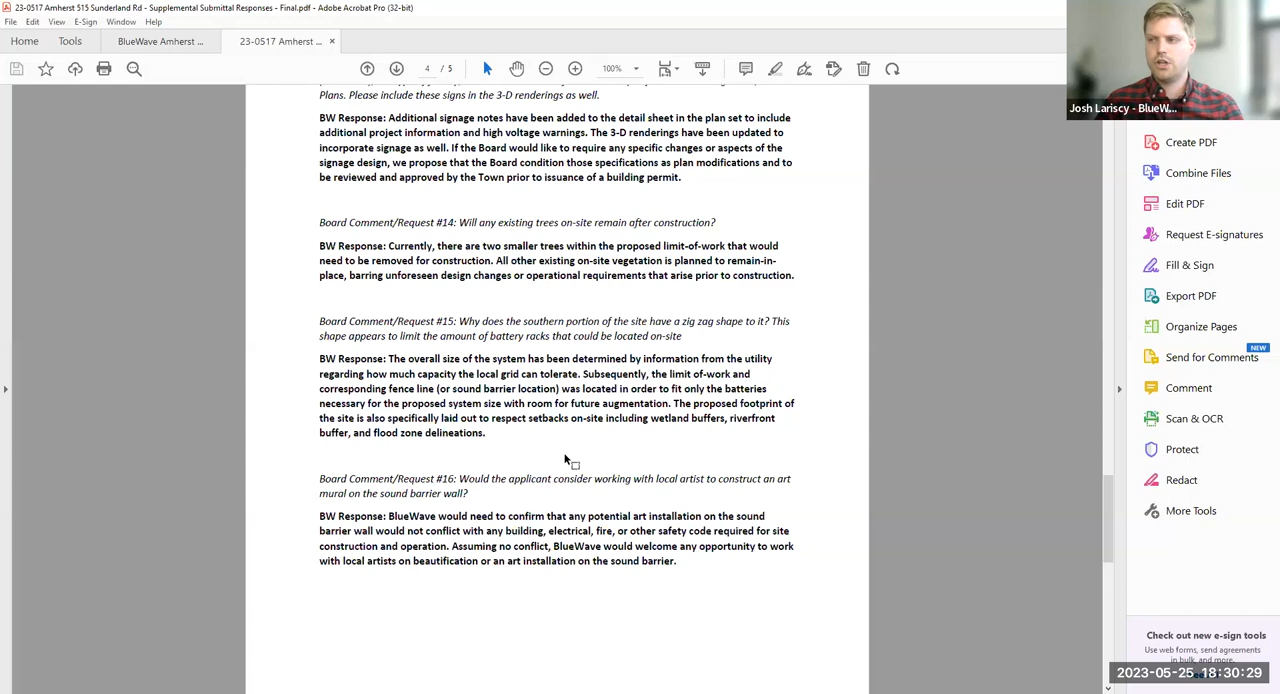 23-0517 Amherst 515 Sunderland Rd - Supplemental Submittal Responses - Final.pdf - Adobe Acrobat Pro (32-bit)
File Edit View E-Sign Window Help
Home Tools BlueWave Amherst ... 23-0517 Amherst ... ×
4 / 5 100%
Josh Lariscy - BlueW...
Plans. Please include these signs in the 3-D renderings as well.
BW Response: Additional signage notes have been added to the detail sheet in the plan set to include
additional project information and high voltage warnings. The 3-D renderings have been updated to
incorporate signage as well. If the Board would like to require any specific changes or aspects of the
signage design, we propose that the Board condition those specifications as plan modifications and to
be reviewed and approved by the Town prior to issuance of a building permit.
Board Comment/Request #14: Will any existing trees on-site remain after construction?
BW Response: Currently, there are two smaller trees within the proposed limit-of-work that would
need to be removed for construction. All other existing on-site vegetation is planned to remain-in-
place, barring unforeseen design changes or operational requirements that arise prior to construction.
Board Comment/Request #15: Why does the southern portion of the site have a zig zag shape to it? This
shape appears to limit the amount of battery racks that could be located on-site
BW Response: The overall size of the system has been determined by information from the utility
regarding how much capacity the local grid can tolerate. Subsequently, the limit of-work and
corresponding fence line (or sound barrier location) was located in order to fit only the batteries
necessary for the proposed system size with room for future augmentation. The proposed footprint of
the site is also specifically laid out to respect setbacks on-site including wetland buffers, riverfront
buffer, and flood zone delineations.
Board Comment/Request #16: Would the applicant consider working with local artist to construct an art
mural on the sound barrier wall?
BW Response: BlueWave would need to confirm that any potential art installation on the sound
barrier wall would not conflict with any building, electrical, fire, or other safety code required for site
construction and operation. Assuming no conflict, BlueWave would welcome any opportunity to work
with local artists on beautification or an art installation on the sound barrier.
Create PDF
Combine Files
Edit PDF
Request E-signatures
Fill & Sign
Export PDF
Organize Pages
NEW
Send for Comments
Comment
Scan & OCR
Protect
Redact
More Tools
Check out new e-sign tools
Use web forms, send agreements
in bulk, and more.
2023-05-25 18:30:29